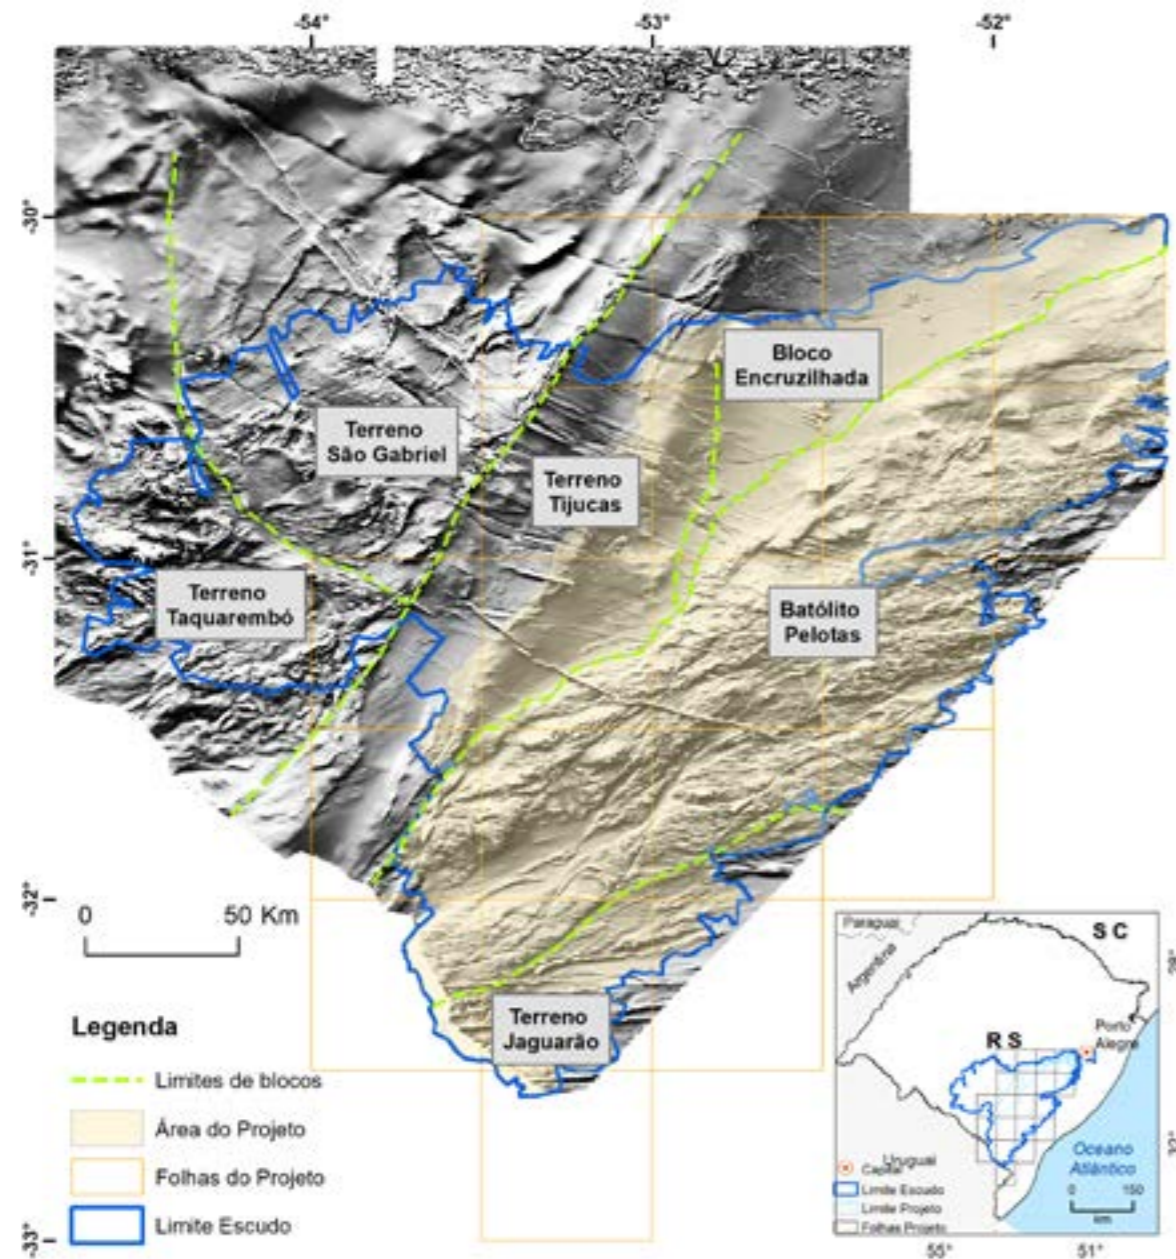 -54°
-53°
-52°
-30°
-31°
-32°
-33°
Bloco
Encruzilhada
Terreno
São Gabriel
Terreno
Tijucas
Terreno
Taquarembó
Batólito
Pelotas
Terreno
Jaguarão
0 50 Km
Legenda
Limites de blocos
Área do Projeto
Folhas do Projeto
Limite Escudo
Paraguai
Argentina
S C
R S
Porto
Alegre
Uruguai
Oceano
Atlântico
0 150
km
Capital
Limite Escudo
Limite Projeto
Folhas Projeto
55°
51°